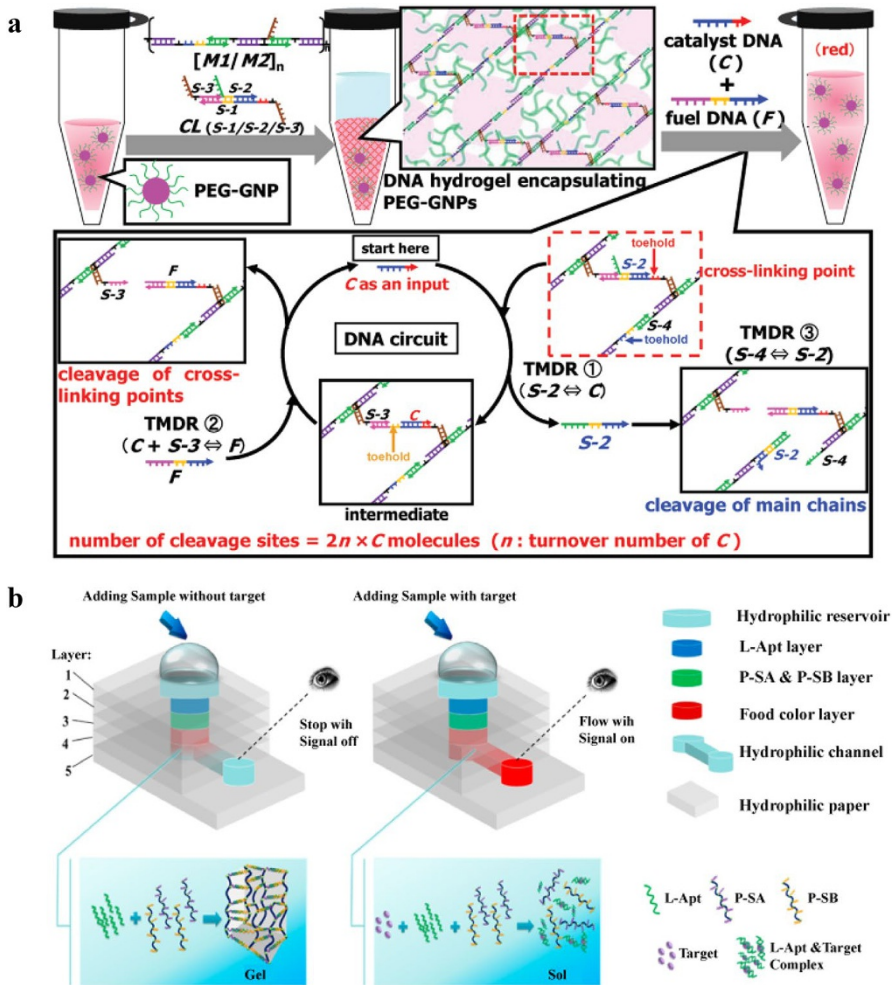 a
[M1/M2]n
S-3
S-2
S-1
CL (S-1/S-2/S-3)
PEG-GNP
DNA hydrogel encapsulating
PEG-GNPs
catalyst DNA
(C)
+
fuel DNA (F)
(red)
start here
C as an input
DNA circuit
F
S-3
cleavage of cross-
linking points
TMDR ②
(C + S-3 ⇔ F)
F
S-3
C
toehold
intermediate
toehold
S-2
cross-linking point
S-4
toehold
TMDR ①
(S-2 ⇔ C)
S-2
TMDR ③
(S-4 ⇔ S-2)
S-2
S-4
cleavage of main chains
number of cleavage sites = 2n × C molecules (n : turnover number of C)
b
Adding Sample without target
Adding Sample with target
Layer:
1
2
3
4
5
Stop wih
Signal off
Flow wih
Signal on
Hydrophilic reservoir
L-Apt layer
P-SA & P-SB layer
Food color layer
Hydrophilic channel
Hydrophilic paper
+
Gel
+
+
Sol
L-Apt
P-SA
P-SB
Target
L-Apt &Target
Complex